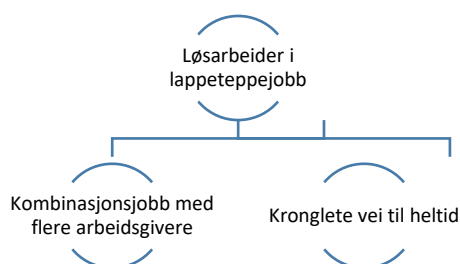 Løsarbeider i
lappeteppejobb
Kombinasjonsjobb med
flere arbeidsgivere
Kronglete vei til heltid